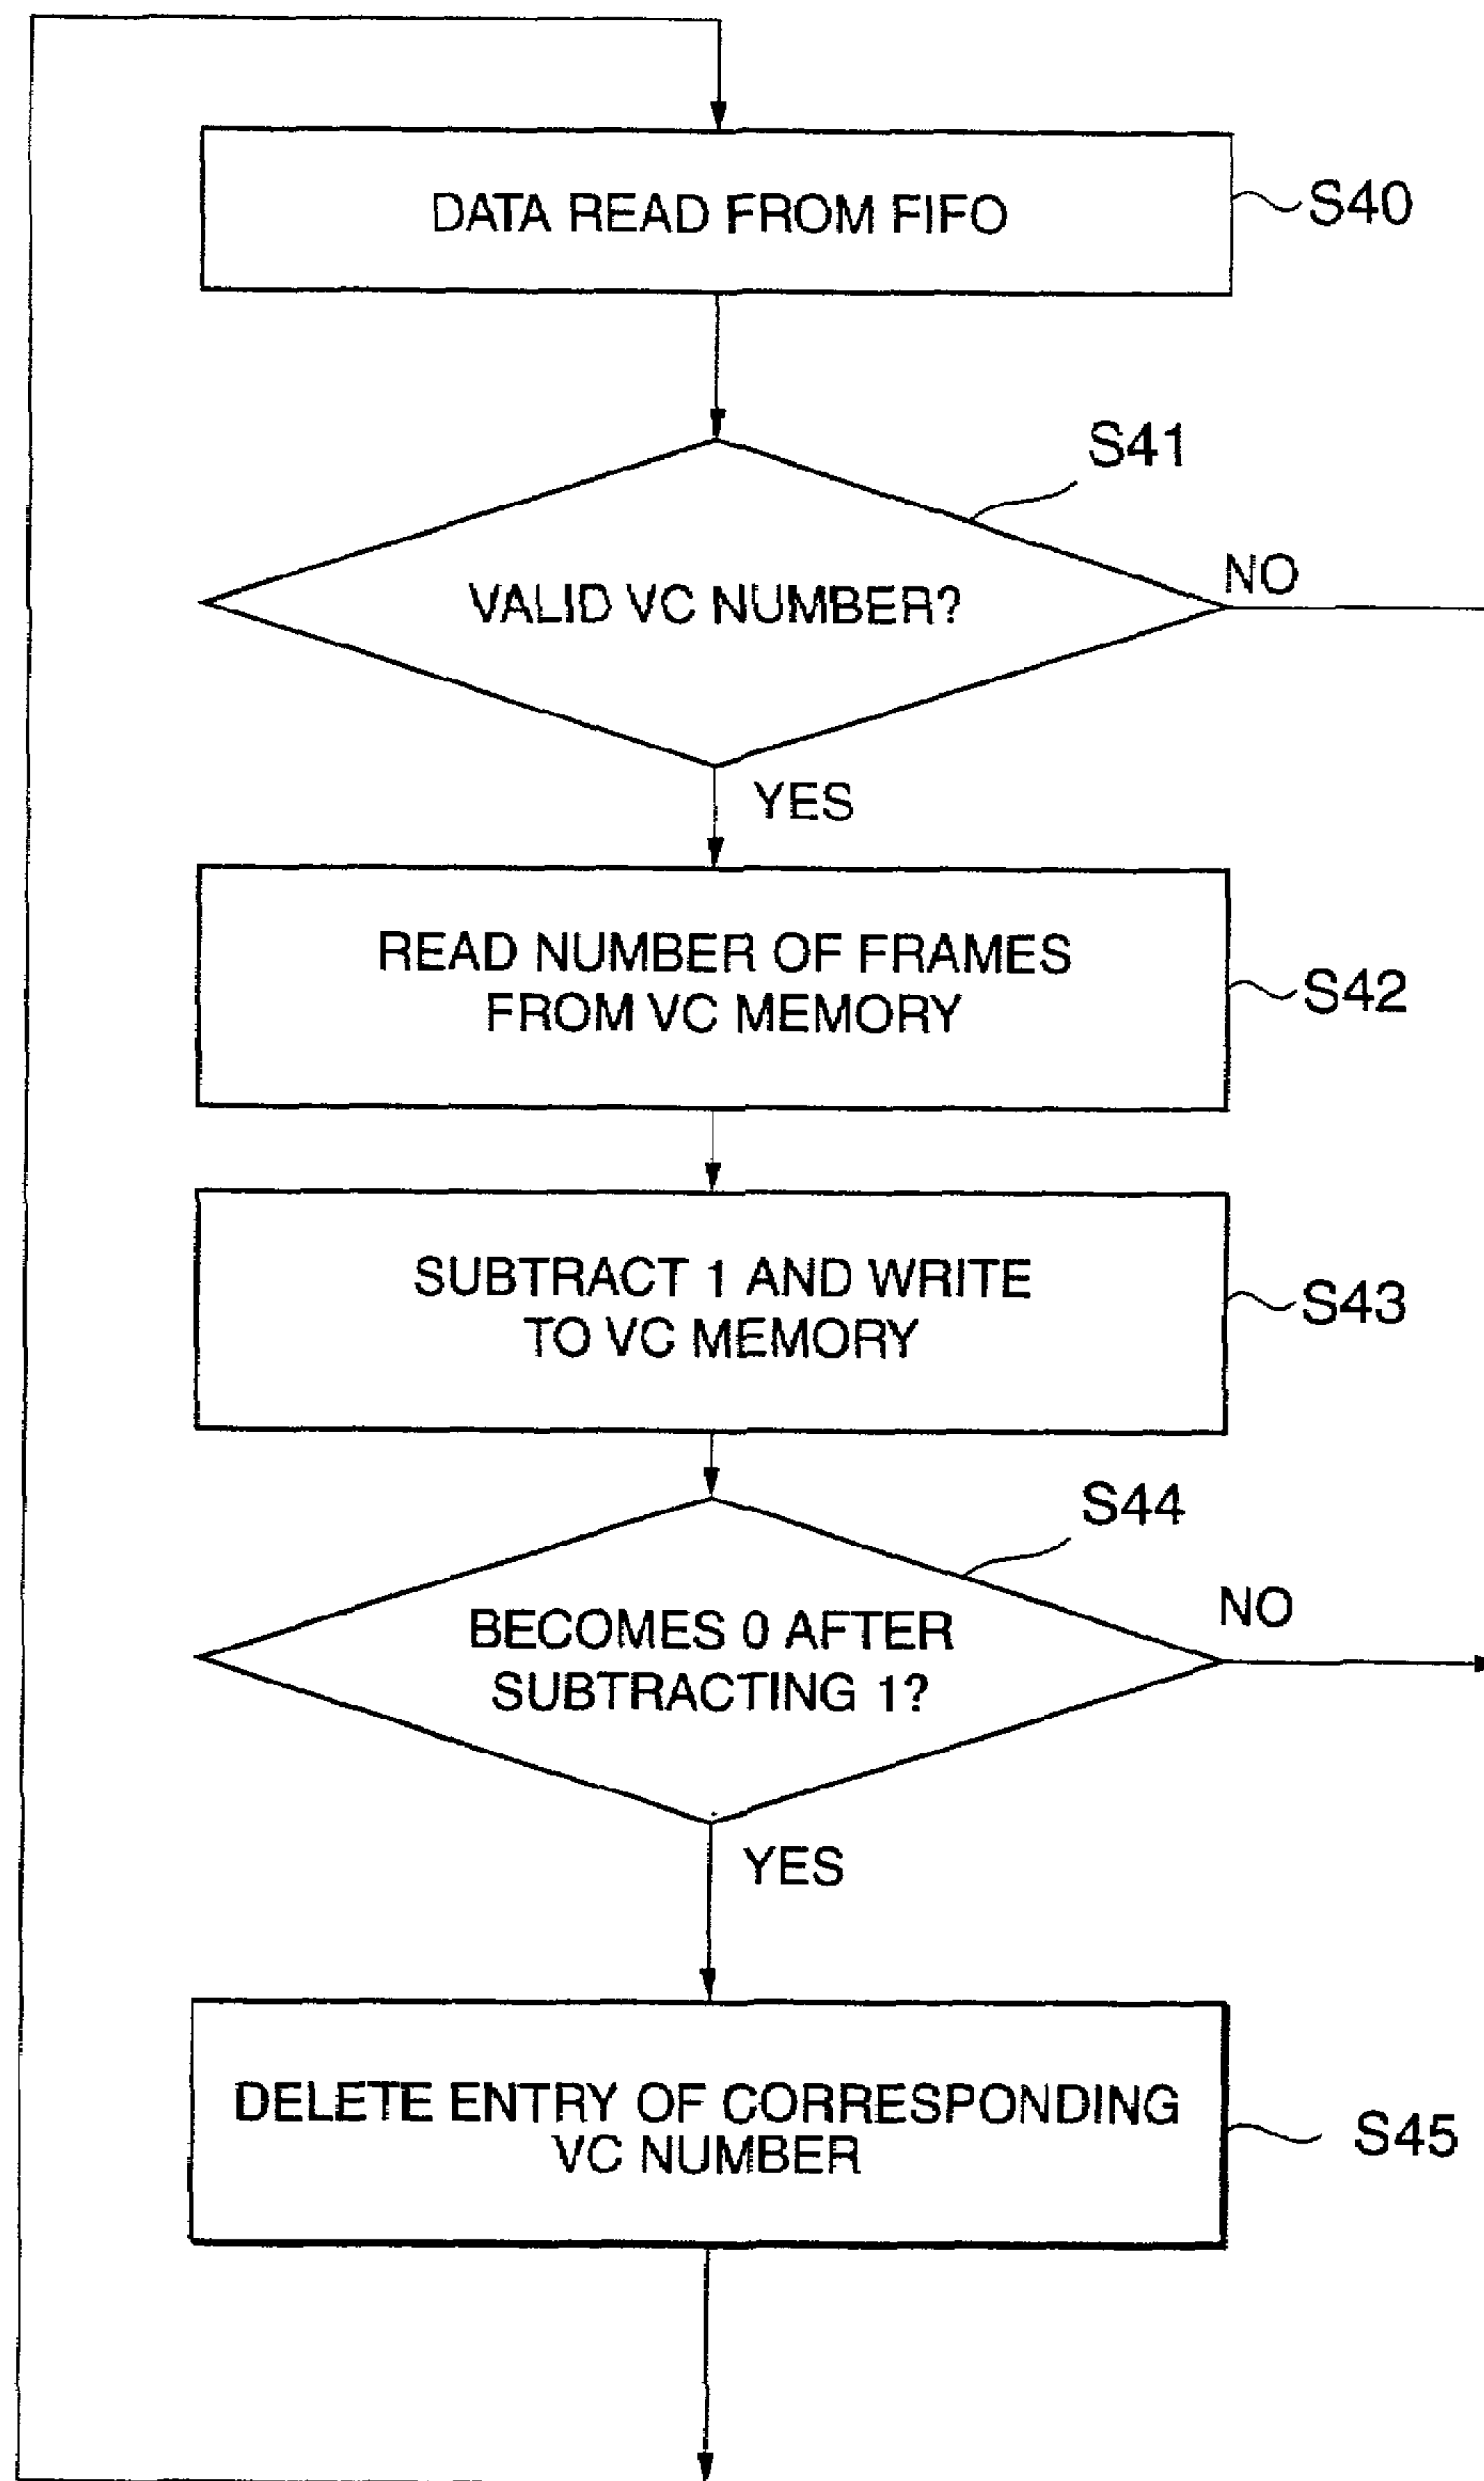 DATA READ FROM FIFO
S40
S41
VALID VC NUMBER?
NO
YES
READ NUMBER OF FRAMES
FROM VC MEMORY
S42
SUBTRACT 1 AND WRITE
TO VC MEMORY
S43
S44
BECOMES 0 AFTER
SUBTRACTING 1?
NO
YES
DELETE ENTRY OF CORRESPONDING
VC NUMBER
S45